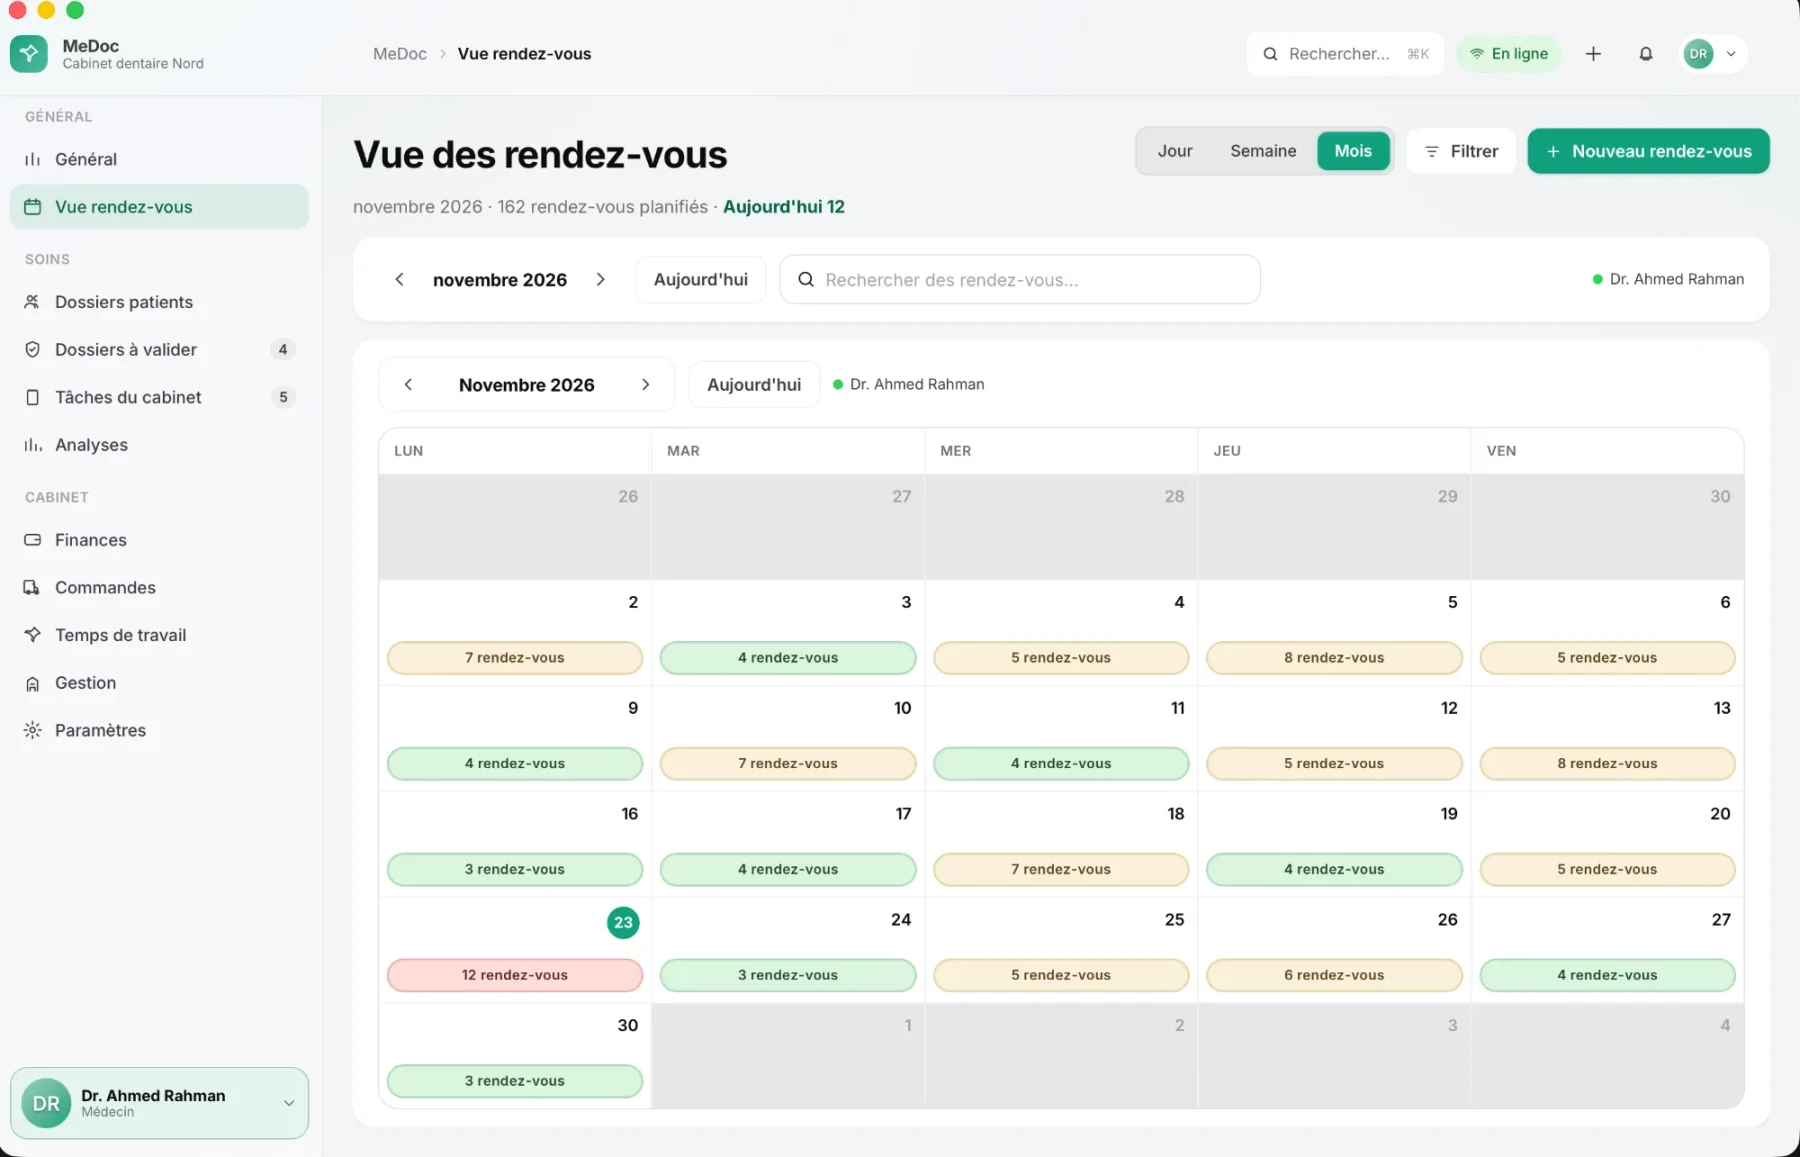 MeDoc
Cabinet dentaire Nord
MeDoc
Vue rendez-vous
Rechercher... ⌘K
En ligne
DR
GÉNÉRAL
Général
Vue rendez-vous
SOINS
Dossiers patients
Dossiers à valider 4
Tâches du cabinet 5
Analyses
CABINET
Finances
Commandes
Temps de travail
Gestion
Paramètres
DR
Dr. Ahmed Rahman
Médecin
Vue des rendez-vous
Jour Semaine Mois
Filtrer
+ Nouveau rendez-vous
novembre 2026 · 162 rendez-vous planifiés · Aujourd'hui 12
novembre 2026
Aujourd'hui
Rechercher des rendez-vous...
Dr. Ahmed Rahman
Novembre 2026
Aujourd'hui
Dr. Ahmed Rahman
LUN MAR MER JEU VEN
26 27 28 29 30
2 3 4 5 6
7 rendez-vous 4 rendez-vous 5 rendez-vous 8 rendez-vous 5 rendez-vous
9 10 11 12 13
4 rendez-vous 7 rendez-vous 4 rendez-vous 5 rendez-vous 8 rendez-vous
16 17 18 19 20
3 rendez-vous 4 rendez-vous 7 rendez-vous 4 rendez-vous 5 rendez-vous
23 24 25 26 27
12 rendez-vous 3 rendez-vous 5 rendez-vous 6 rendez-vous 4 rendez-vous
30 1 2 3 4
3 rendez-vous